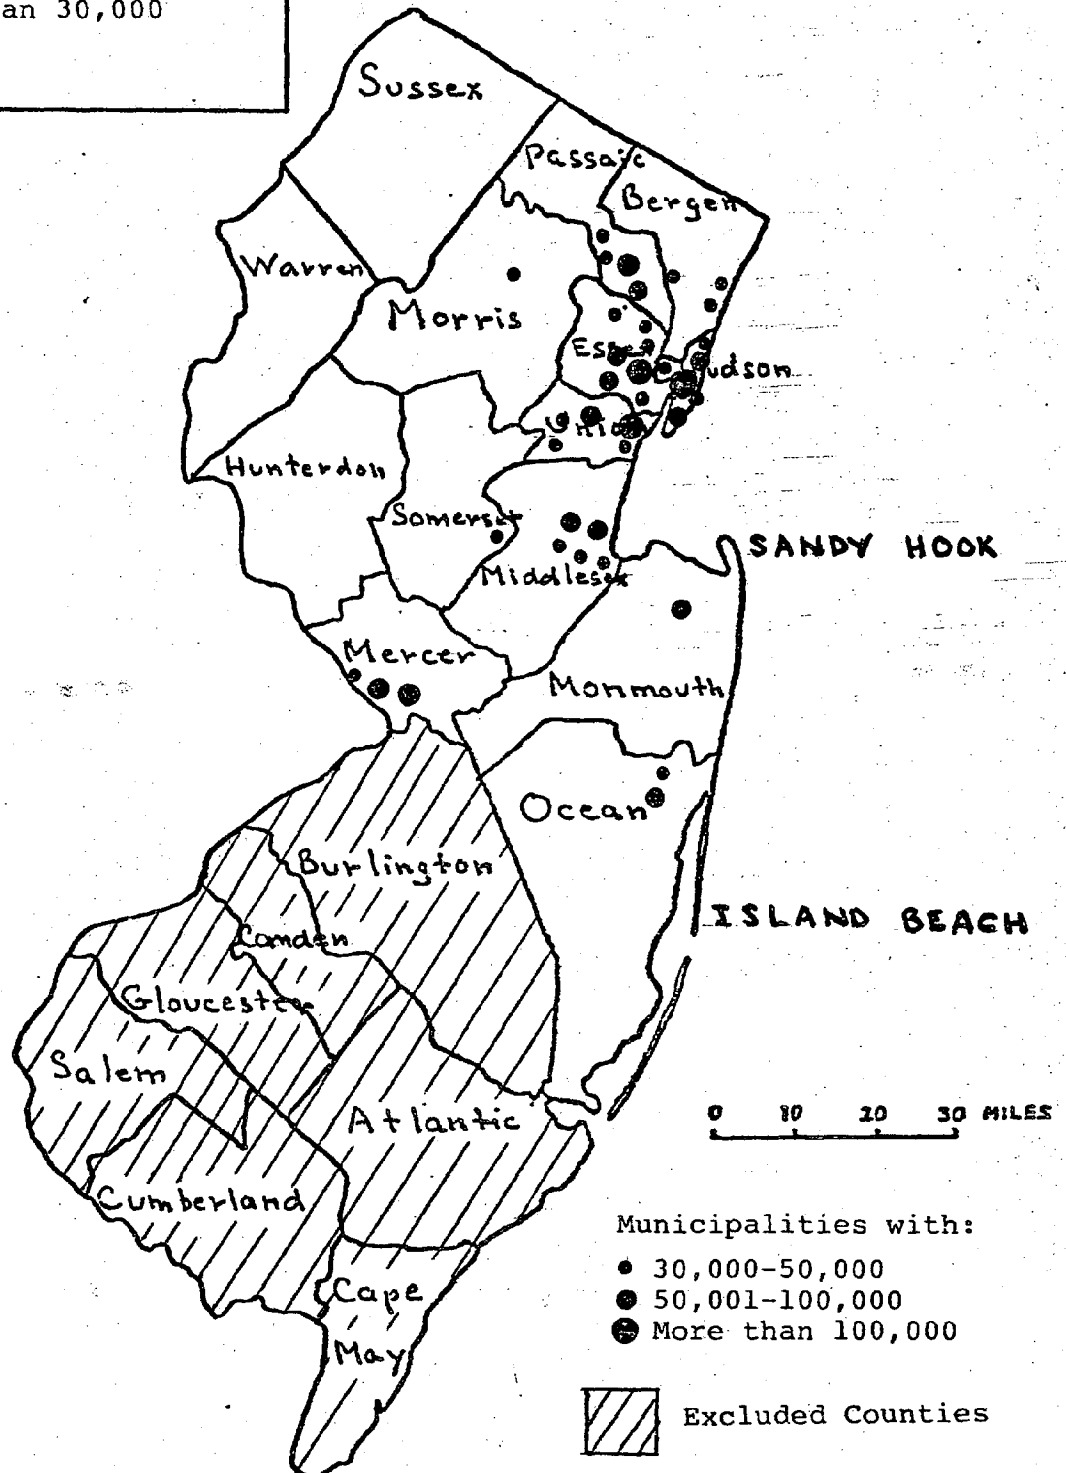 an 30,000
Sussex
Passaic
Bergen
Warren
Morris
Essex
Hudson
Union
Hunterdon
Somerset
SANDY HOOK
Middlesex
Mercer
Monmouth
Ocean
Burlington
ISLAND BEACH
Camden
Gloucester
Salem
Atlantic
0 10 20 30 MILES
Cumberland
Municipalities with:
30,000-50,000
50,001-100,000
More than 100,000
Cape
May
Excluded Counties